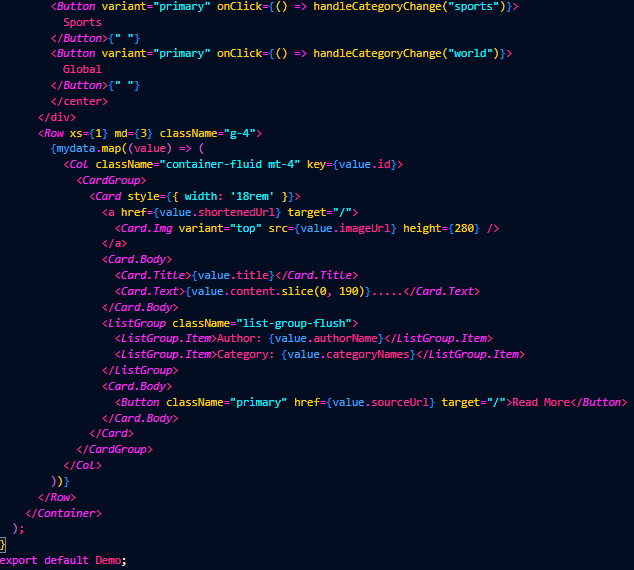 <Button variant="primary" onClick={() => handleCategoryChange("sports")}>
Sports
</Button>{" "}
<Button variant="primary" onClick={() => handleCategoryChange("world")}>
Global
</Button>{" "}
</center>
</div>
<Row xs={1} md={3} className="g-4">
{mydata.map((value) => (
<Col className="container-fluid mt-4" key={value.id}>
<CardGroup>
<Card style={{ width: '18rem' }}>
<a href={value.shortenedUrl} target="/">
<Card.Img variant="top" src={value.imageUrl} height={280} />
</a>
<Card.Body>
<Card.Title>{value.title}</Card.Title>
<Card.Text>{value.content.slice(0, 190)}.....</Card.Text>
</Card.Body>
<ListGroup className="list-group-flush">
<ListGroup.Item>Author: {value.authorName}</ListGroup.Item>
<ListGroup.Item>Category: {value.categoryNames}</ListGroup.Item>
</ListGroup>
<Card.Body>
<Button className="primary" href={value.sourceUrl} target="/">Read More</Button>
</Card.Body>
</Card>
</CardGroup>
</Col>
))}
</Row>
</Container>
);
}
export default Demo;